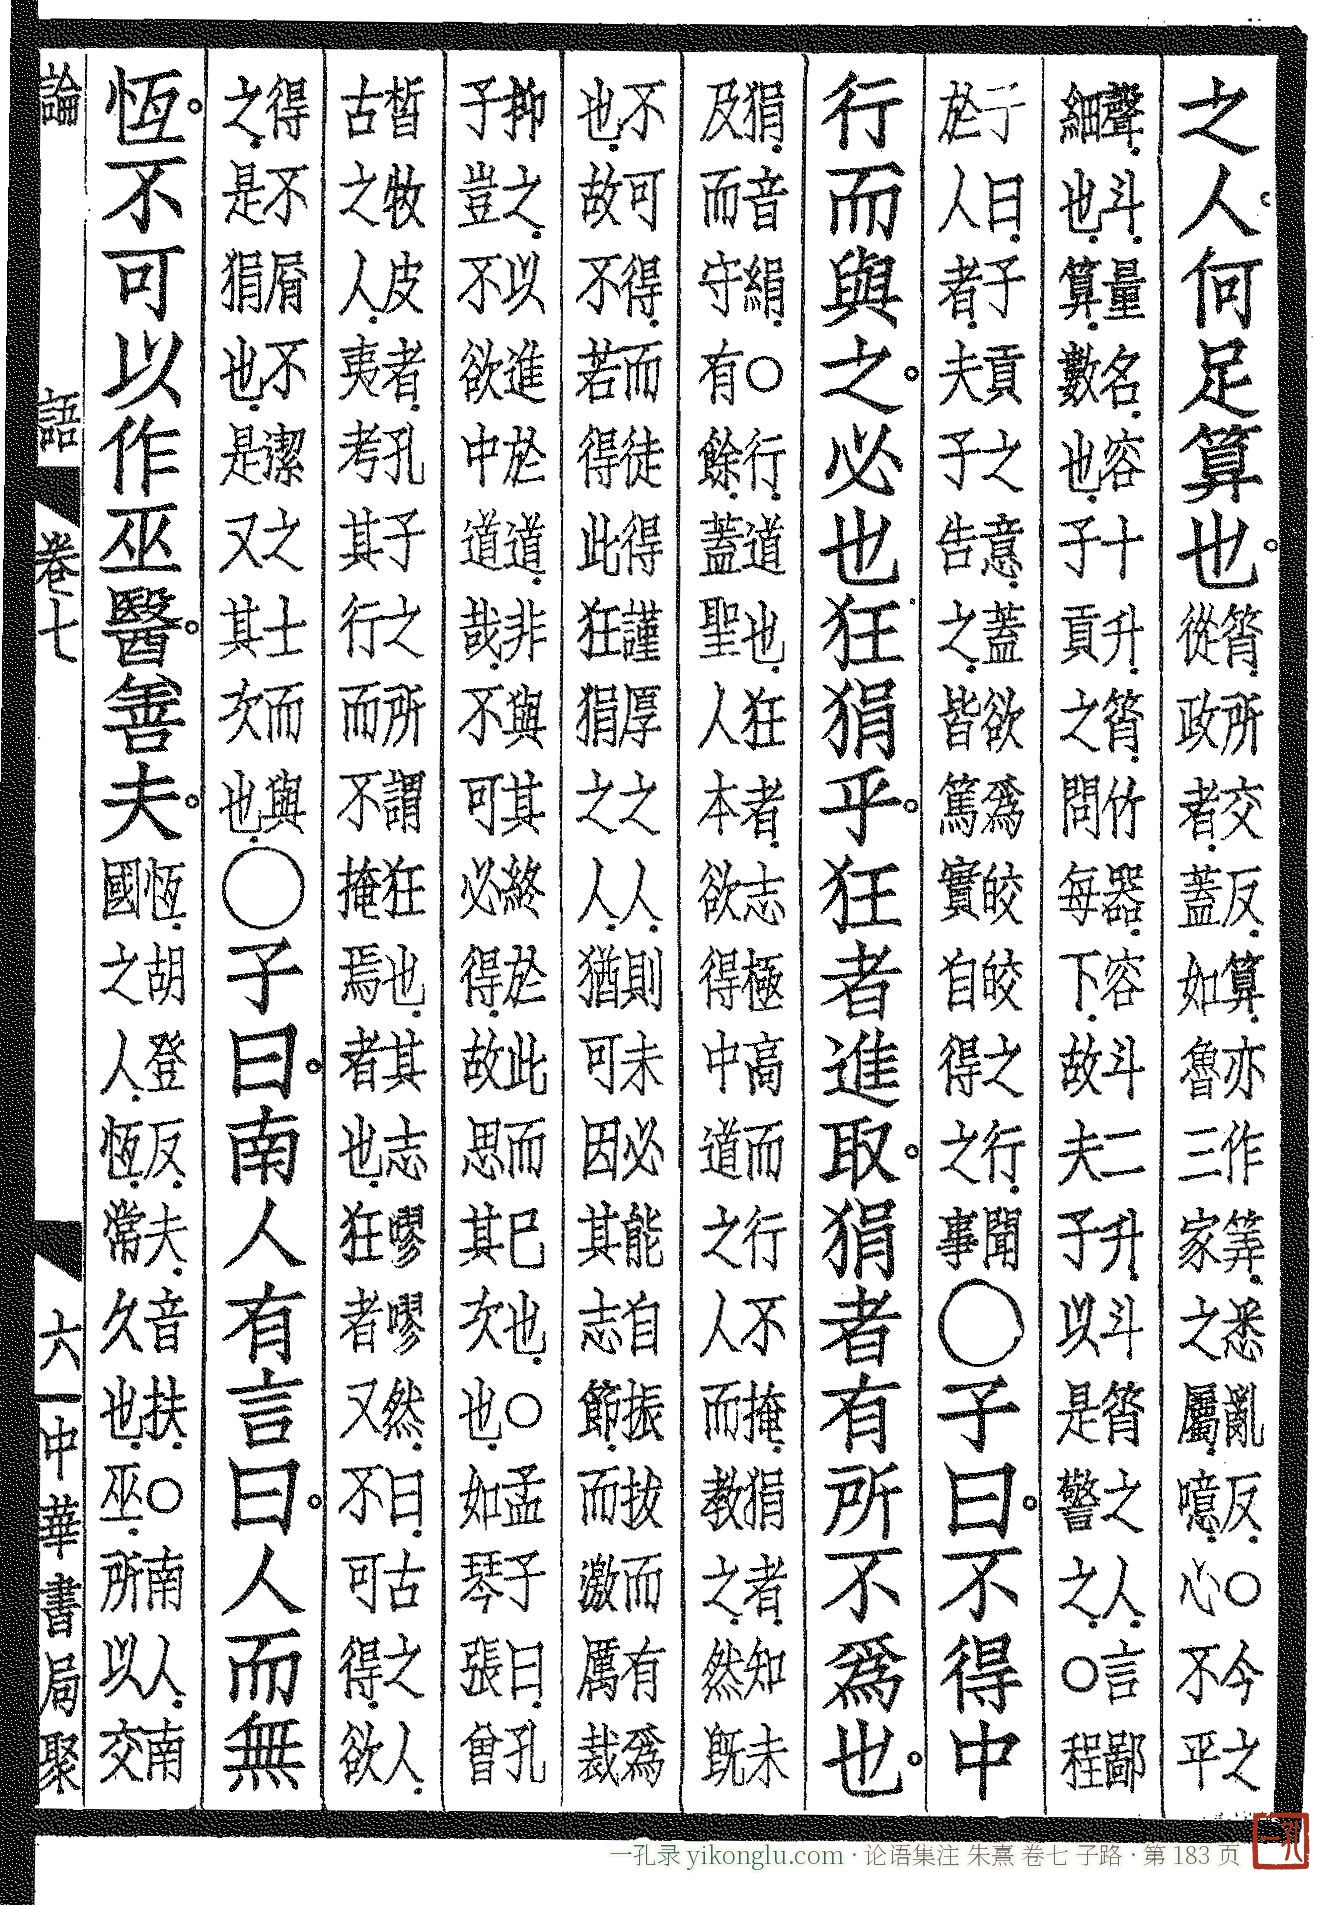 之人何足算也。筲所交反算亦作筭悉亂反○今之
從政者蓋如魯三家之屬噫心不平
聲斗量名容十升筲竹器容斗二升斗筲之人言鄙
細也算數也子貢之問每下故夫子以是警之○程
子曰子貢之意蓋欲爲皎皎之行聞
於人者夫子告之皆篤實自得之事
○子曰。不得中
行而與之。必也狂狷乎。狂者進取。狷者有所不爲也。
狷音絹○行道也狂者志極高而行不掩狷者知未
及而守有餘蓋聖人本欲得中道之人而教之然既
不可得而徒得謹厚之人則未必能自振拔而有爲
也故不若得此狂狷之人猶可因其志節而激厲裁
抑之以進於道非與其終於此而已也○孟子曰孔
子豈不欲中道哉不可必得故思其次也如琴張曾
皙牧皮者孔子之所謂狂也其志嘐嘐然曰古之人
古之人夷考其行而不掩焉者也狂者又不可得欲
得不屑不潔之士而與
之是狷也是又其次也
○子曰。南人有言曰。人而無
恆。不可以作巫醫。善夫。
恆胡登反夫音扶○南人南
國之人恆常久也巫所以交
論語 卷七 六 中華書局聚
一孔录 yikonglu.com · 论语集注 朱熹 卷七 子路 · 第 183 页
一孔